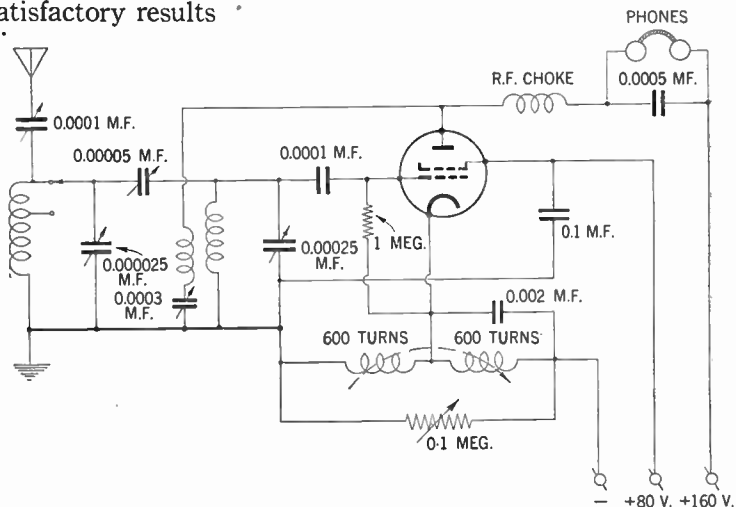 atisfactory results
PHONES
R.F. CHOKE
0.0005 MF.
0.0001 M.F.
0.00005 M.F.
0.0001 M.F.
1 MEG.
0.1 M.F.
0.00025
M.F.
0.000025
M.F.
0.0003
M.F.
0.002 M.F.
600 TURNS
600 TURNS
0.1 MEG.
– +80 V. +160 V.